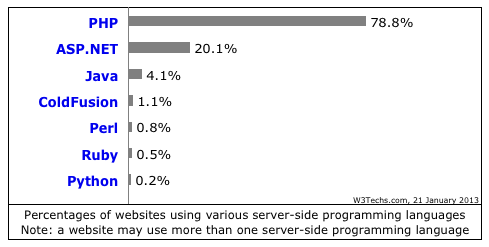 PHP 78.8%
ASP.NET 20.1%
Java 4.1%
ColdFusion 1.1%
Perl 0.8%
Ruby 0.5%
Python 0.2%
W3Techs.com, 21 January 2013
Percentages of websites using various server-side programming languages
Note: a website may use more than one server-side programming language